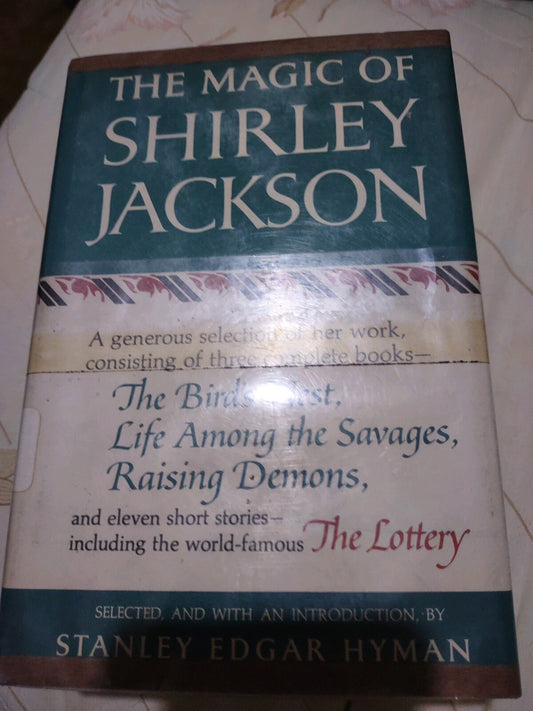 THE MAGIC OF
SHIRLEY
JACKSON
A generous selection of her work,
consisting of three complete books—
The Bird's Nest,
Life Among the Savages,
Raising Demons,
and eleven short stories—
including the world-famous The Lottery
SELECTED, AND WITH AN INTRODUCTION, BY
STANLEY EDGAR HYMAN